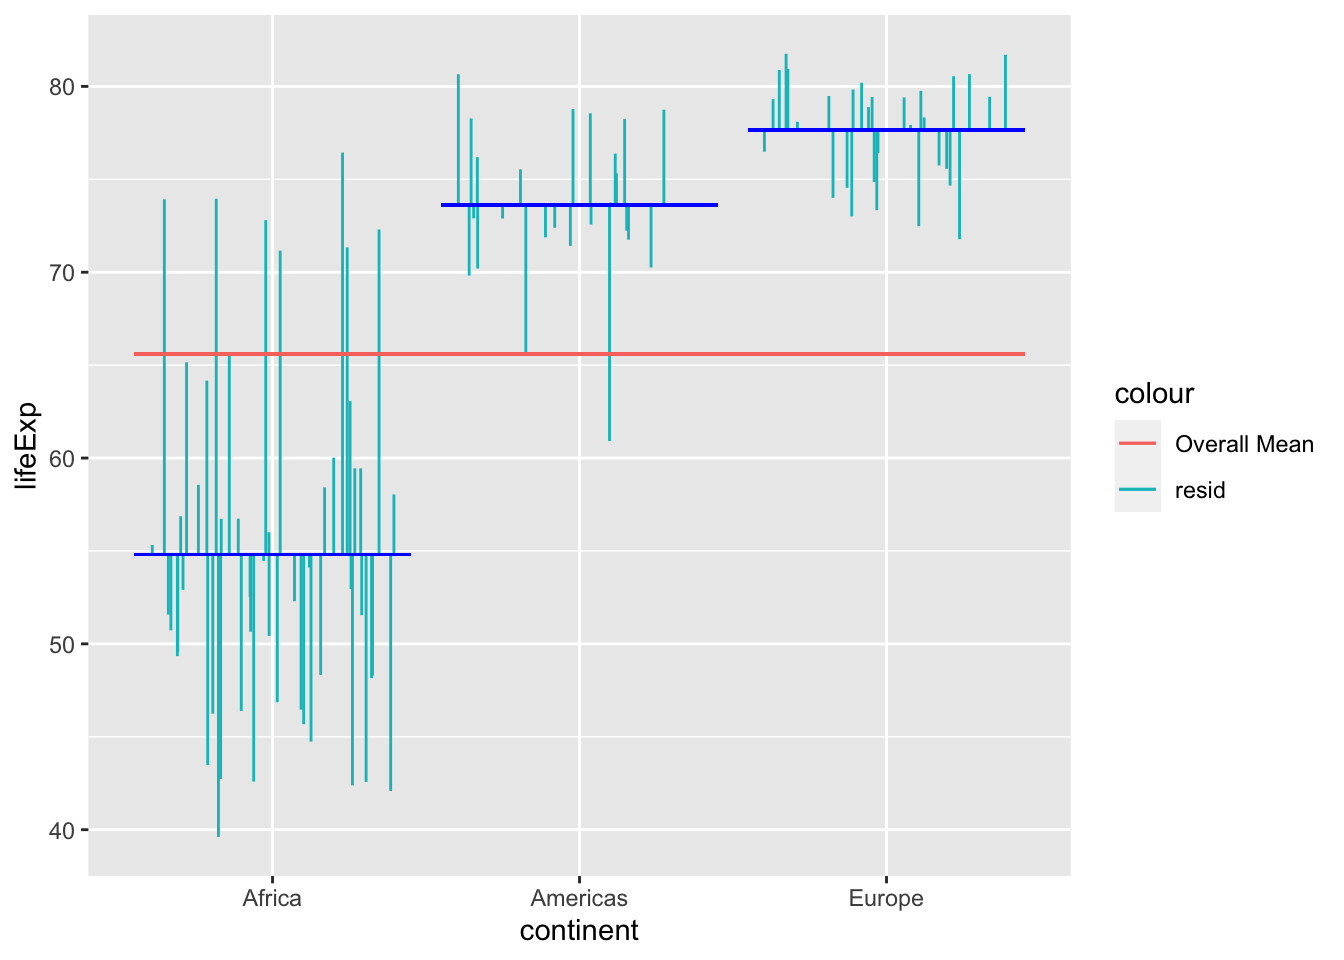 80
70
60
50
40
lifeExp
Africa
Americas
Europe
continent
colour
Overall Mean
resid